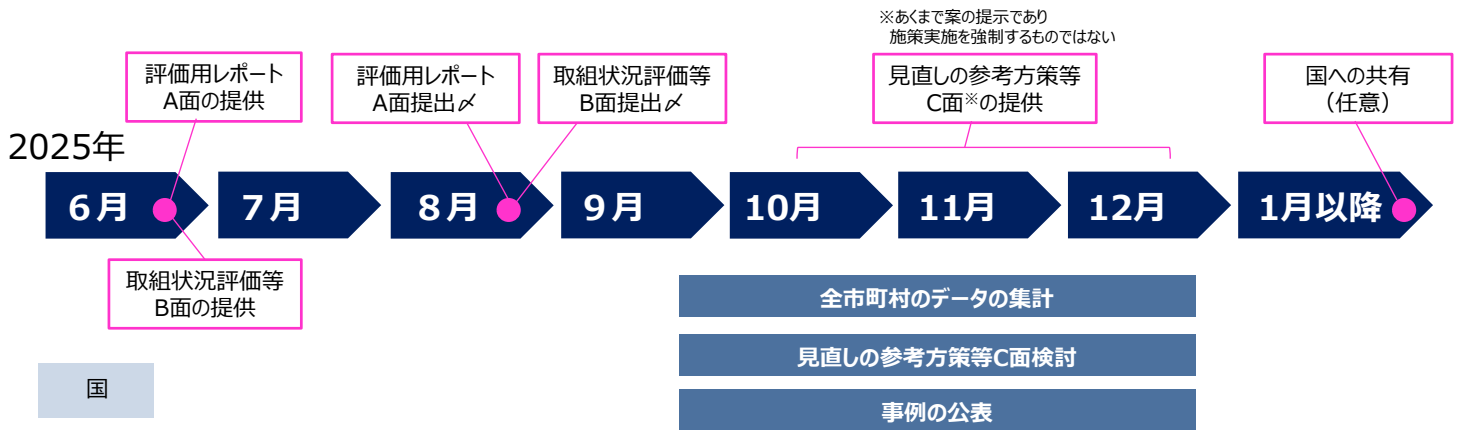 ※あくまで案の提示であり
施策実施を強制するものではない
評価用レポート
A面の提供
評価用レポート
A面提出〆
取組状況評価等
B面提出〆
見直しの参考方策等
C面※の提供
国への共有
（任意）
2025年
６月
７月
８月
９月
10月
11月
12月
1月以降
取組状況評価等
B面の提供
全市町村のデータの集計
見直しの参考方策等C面検討
国
事例の公表